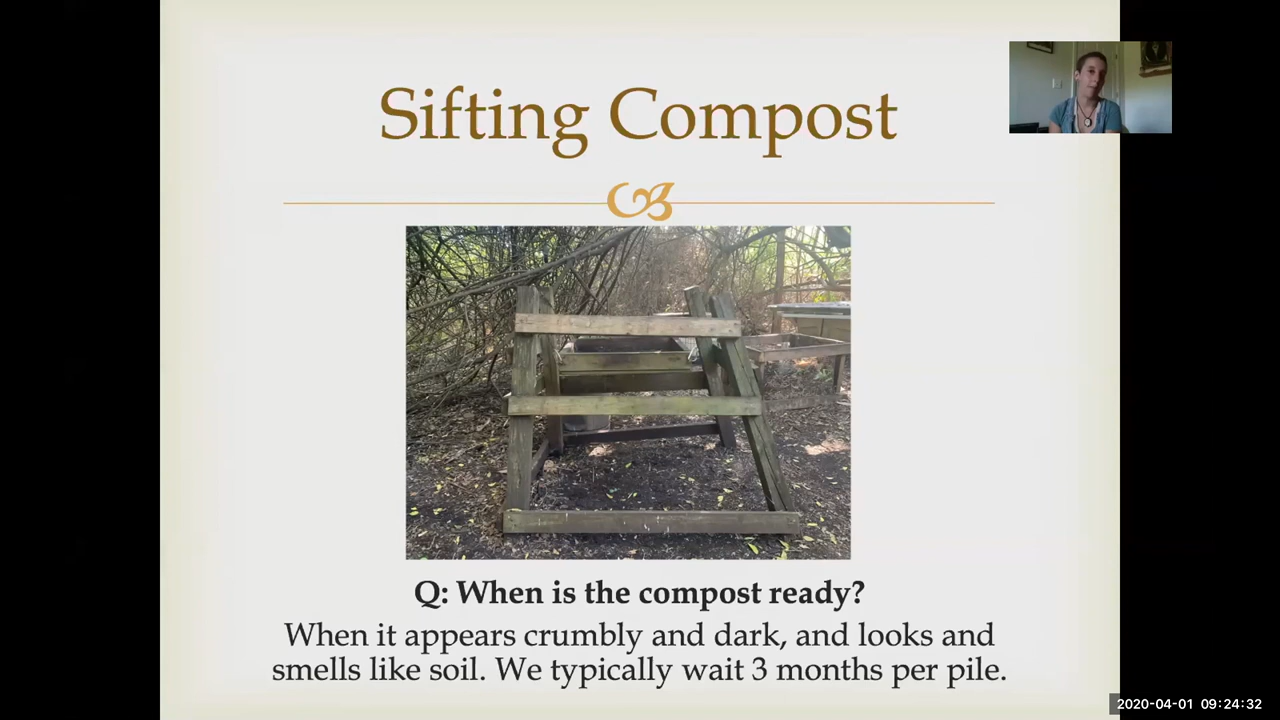 Sifting Compost
Q: When is the compost ready?
When it appears crumbly and dark, and looks and
smells like soil. We typically wait 3 months per pile.
2020-04-01 09:24:32